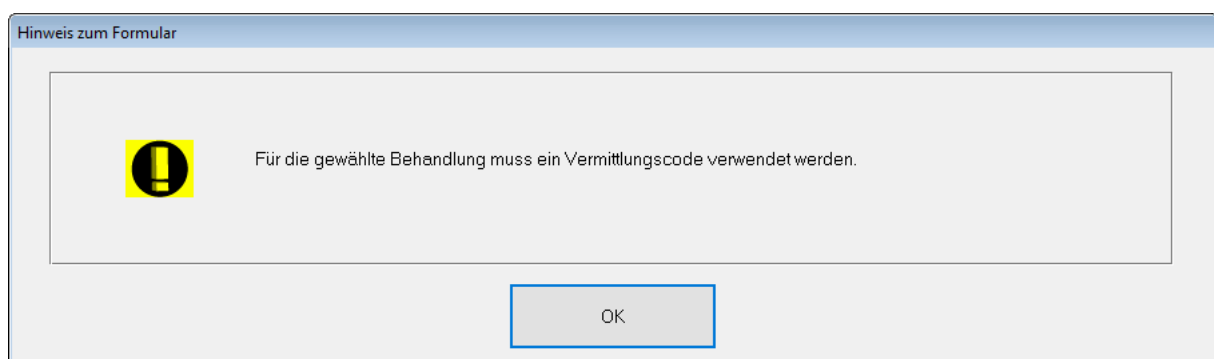 Hinweis zum Formular
Für die gewählte Behandlung muss ein Vermittlungscode verwendet werden.
OK